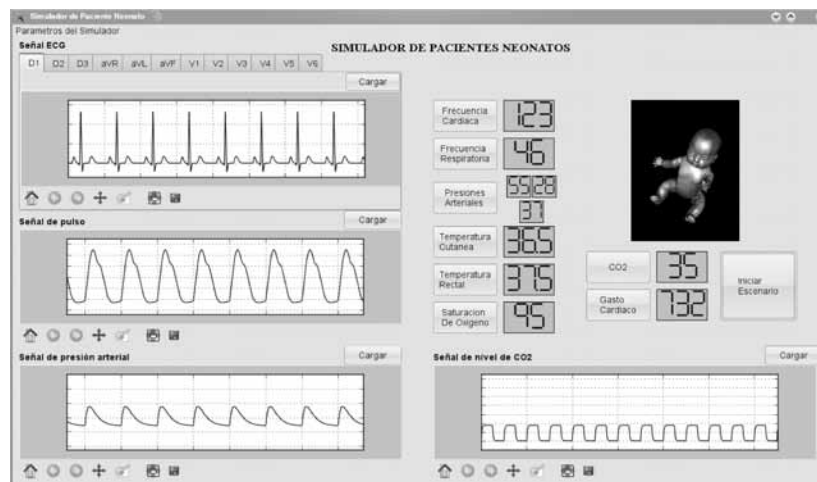 Simulador de Paciente Neonato
Parametros del Simulador
Señal ECG
SIMULADOR DE PACIENTES NEONATOS
D1 D2 D3 aVR aVL aVF V1 V2 V3 V4 V5 V6
Cargar
Frecuencia
Cardiaca
123
Frecuencia
Respiratoria
46
Presiones
Arteriales
55 28
37
Señal de pulso
Cargar
Temperatura
Cutanea
36.5
Temperatura
Rectal
37.6
Saturacion
De Oxigeno
95
CO2
35
Gasto
Cardiaco
732
Iniciar
Escenario
Señal de presión arterial
Cargar
Señal de nivel de CO2
Cargar